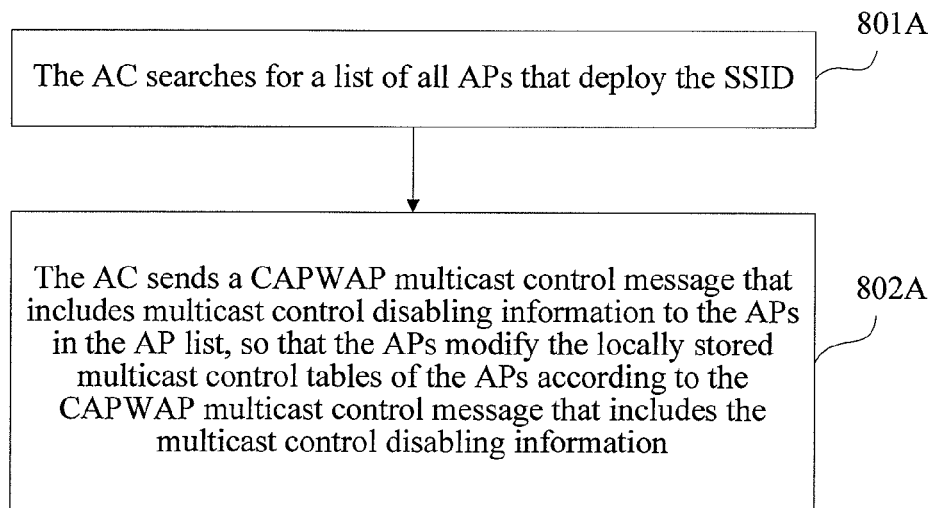 801A
The AC searches for a list of all APs that deploy the SSID
The AC sends a CAPWAP multicast control message that
includes multicast control disabling information to the APs
in the AP list, so that the APs modify the locally stored
multicast control tables of the APs according to the
CAPWAP multicast control message that includes the
multicast control disabling information
802A